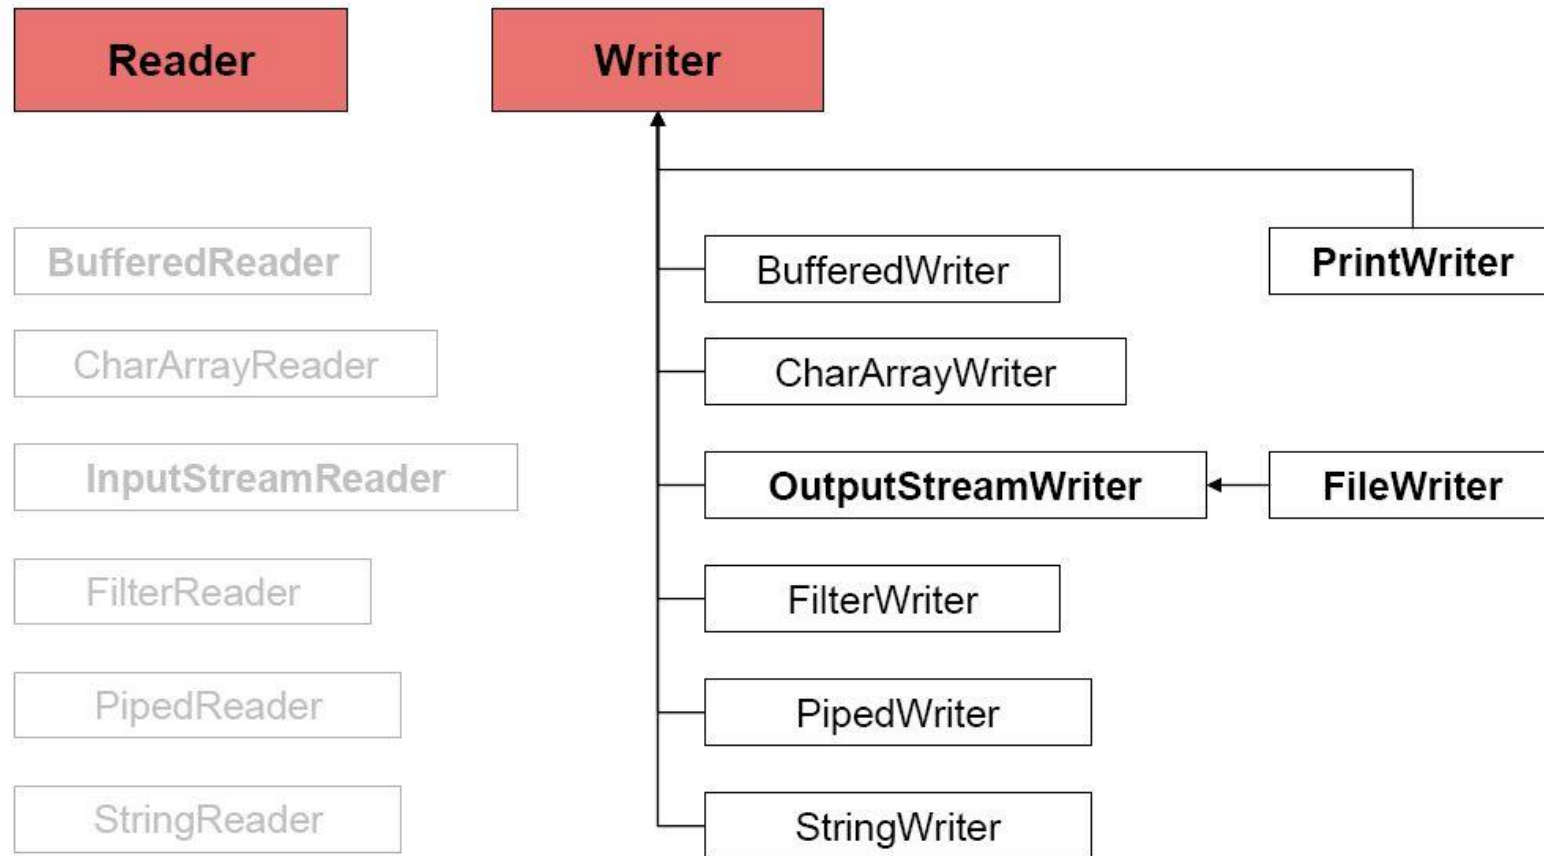 Reader
Writer
BufferedReader
BufferedWriter
PrintWriter
CharArrayReader
CharArrayWriter
InputStreamReader
OutputStreamWriter
FileWriter
FilterReader
FilterWriter
PipedReader
PipedWriter
StringReader
StringWriter